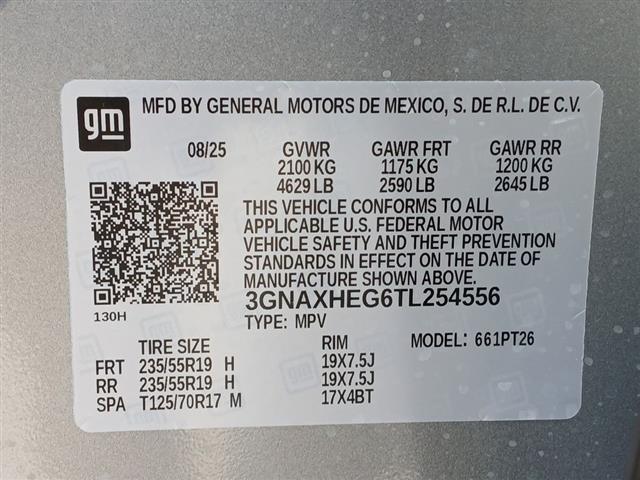 gm
MFD BY GENERAL MOTORS DE MEXICO, S. DE R.L. DE C.V.
08/25 GVWR GAWR FRT GAWR RR
2100 KG 1175 KG 1200 KG
4629 LB 2590 LB 2645 LB
THIS VEHICLE CONFORMS TO ALL
APPLICABLE U.S. FEDERAL MOTOR
VEHICLE SAFETY AND THEFT PREVENTION
STANDARDS IN EFFECT ON THE DATE OF
MANUFACTURE SHOWN ABOVE.
3GNAXHEG6TL254556
130H
TYPE: MPV
TIRE SIZE RIM MODEL: 661PT26
FRT 235/55R19 H 19X7.5J
RR 235/55R19 H 19X7.5J
SPA T125/70R17 M 17X4BT